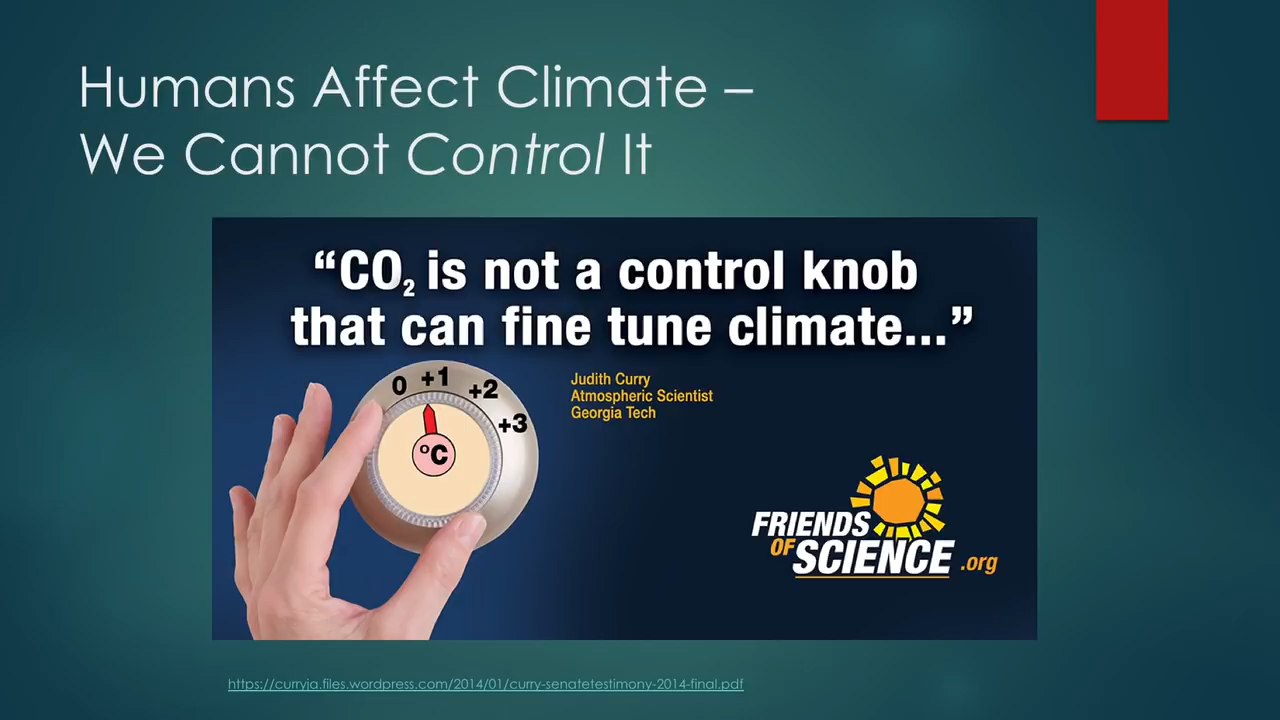 Humans Affect Climate –
We Cannot Control It
“CO₂ is not a control knob
that can fine tune climate...”
0 +1 +2 +3
°C
Judith Curry
Atmospheric Scientist
Georgia Tech
FRIENDS
OF SCIENCE .org
https://curryja.files.wordpress.com/2014/01/curry-senatetestimony-2014-final.pdf